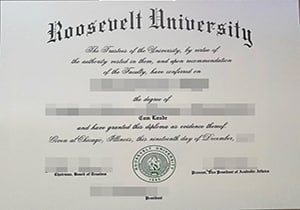 Roosevelt University
The Trustees of the University, by virtue of
the authority vested in them, and upon recommendation
of the Faculty, have conferred on
the degree of
Cum Laude
and have granted this diploma as evidence thereof
Given at Chicago, Illinois, this nineteenth day of December,
ROOSEVELT UNIVERSITY
1945
Chairman, Board of Trustees
Provost, Vice President of Academic Affairs
President